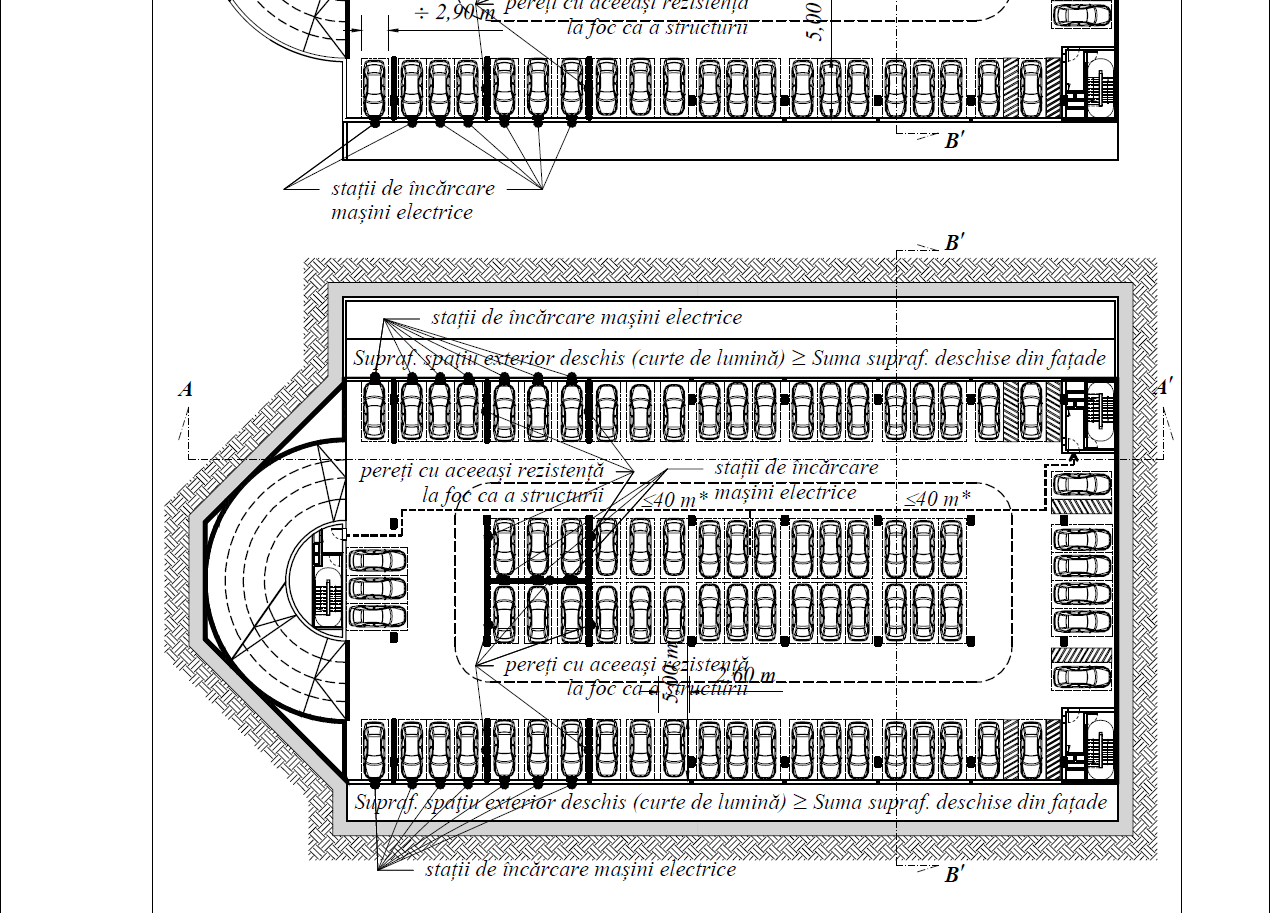 pereți cu aceeași rezistență
÷ 2,90 m
la foc ca a structurii
5,00
B'
stații de încărcare
mașini electrice
B'
stații de încărcare mașini electrice
Supraf. spațiu exterior deschis (curte de lumină) ≥ Suma supraf. deschise din fațade
A
A'
pereți cu aceeași rezistență
la foc ca a structurii
stații de încărcare
mașini electrice
≤40 m*
≤40 m*
pereți cu aceeași rezistență
la foc ca a structurii
5,00 m
2,60 m
Supraf. spațiu exterior deschis (curte de lumină) ≥ Suma supraf. deschise din fațade
stații de încărcare mașini electrice
B'